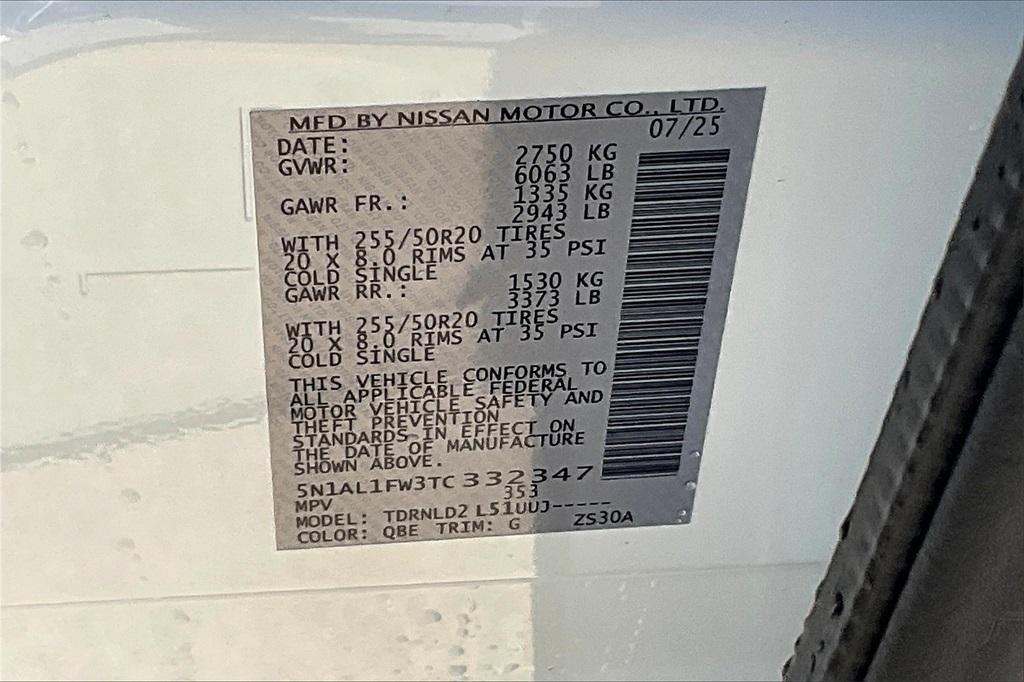 MFD BY NISSAN MOTOR CO., LTD.
DATE: 07/25
GVWR: 2750 KG
6063 LB
GAWR FR.: 1335 KG
2943 LB
WITH 255/50R20 TIRES
20 X 8.0 RIMS AT 35 PSI
COLD SINGLE
GAWR RR.: 1530 KG
3373 LB
WITH 255/50R20 TIRES
20 X 8.0 RIMS AT 35 PSI
COLD SINGLE
THIS VEHICLE CONFORMS TO
ALL APPLICABLE FEDERAL
MOTOR VEHICLE SAFETY AND
THEFT PREVENTION
STANDARDS IN EFFECT ON
THE DATE OF MANUFACTURE
SHOWN ABOVE.
5N1AL1FW3TC332347
MPV 353
MODEL: TDRNLD2 L51UUJ-----
COLOR: QBE TRIM: G ZS30A